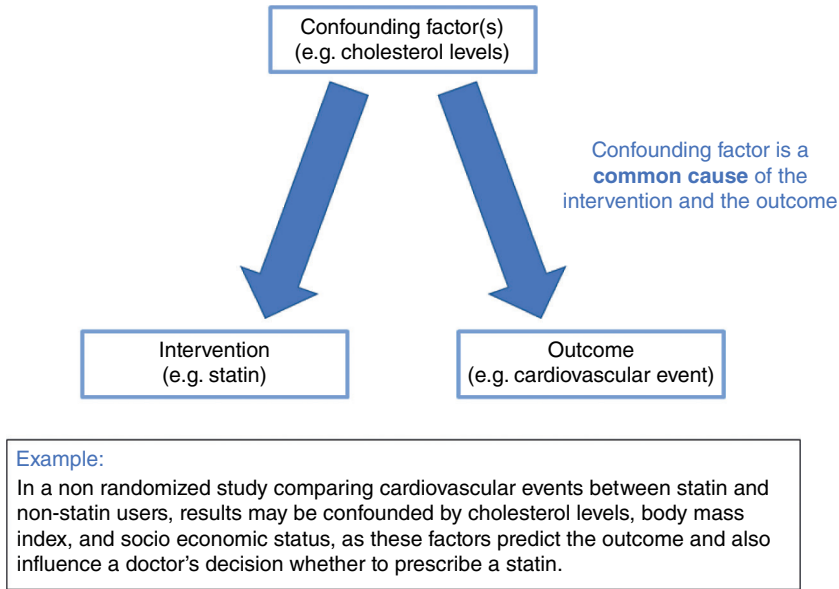 Confounding factor(s)
(e.g. cholesterol levels)
Confounding factor is a
common cause of the
intervention and the outcome
Intervention
(e.g. statin)
Outcome
(e.g. cardiovascular event)
Example:
In a non randomized study comparing cardiovascular events between statin and
non-statin users, results may be confounded by cholesterol levels, body mass
index, and socio economic status, as these factors predict the outcome and also
influence a doctor's decision whether to prescribe a statin.